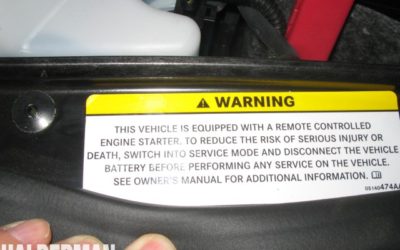 ⚠ WARNING
THIS VEHICLE IS EQUIPPED WITH A REMOTE CONTROLLED
ENGINE STARTER. TO REDUCE THE RISK OF SERIOUS INJURY OR
DEATH, SWITCH INTO SERVICE MODE AND DISCONNECT THE VEHICLE
BATTERY BEFORE PERFORMING ANY SERVICE ON THE VEHICLE.
SEE OWNER'S MANUAL FOR ADDITIONAL INFORMATION.
474AA
HALDERMAN